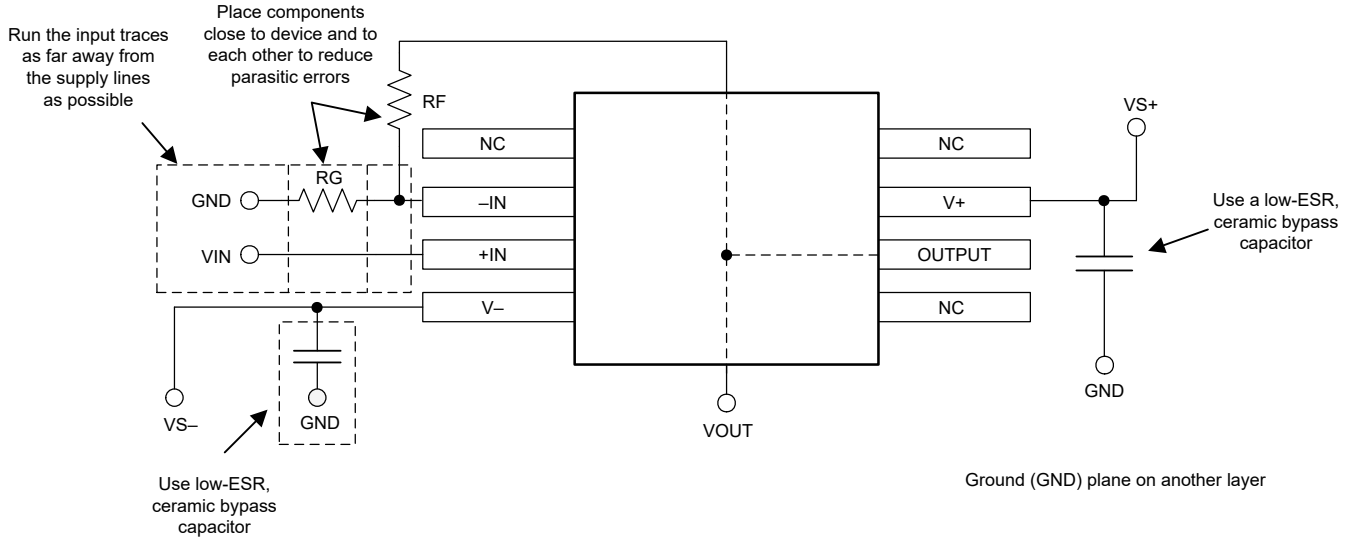 Run the input traces
as far away from
the supply lines
as possible
Place components
close to device and to
each other to reduce
parasitic errors
RF
RG
GND
VIN
NC
–IN
+IN
V–
NC
V+
OUTPUT
NC
VS+
Use a low-ESR,
ceramic bypass
capacitor
GND
VS–
GND
VOUT
Use low-ESR,
ceramic bypass
capacitor
Ground (GND) plane on another layer